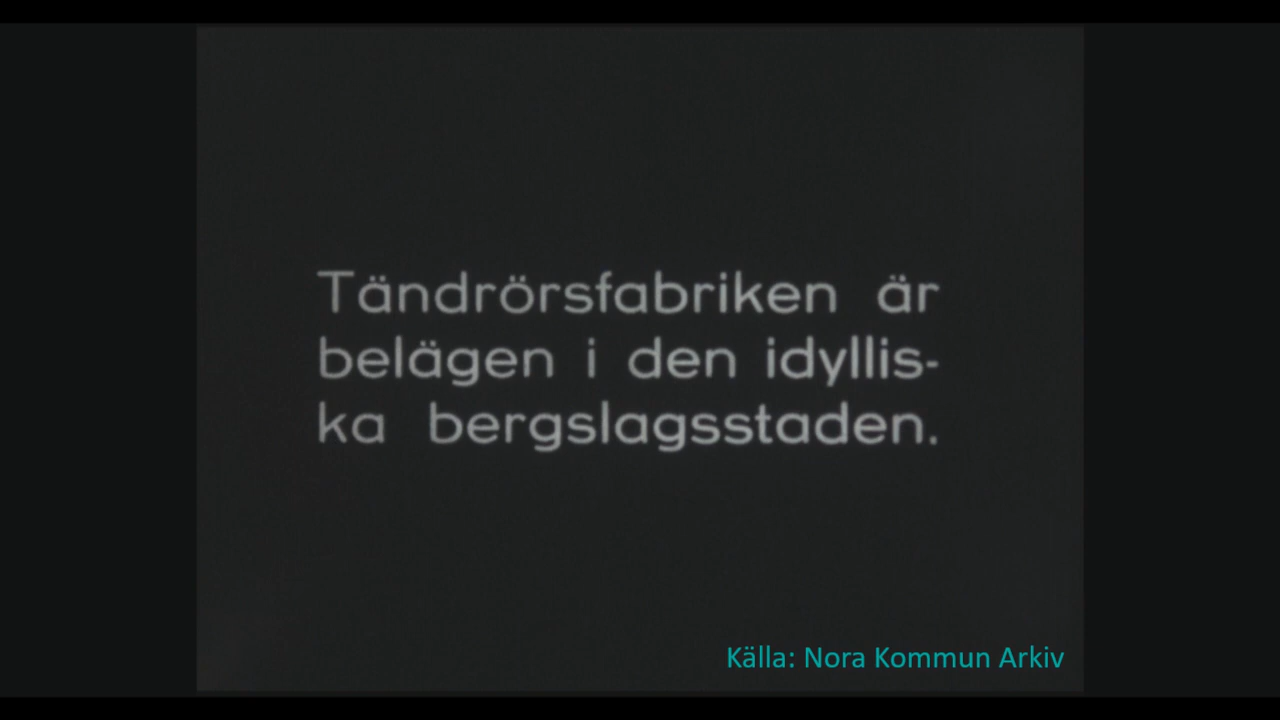 Tändrörsfabriken är
belägen i den idyllis-
ka bergslagsstaden.
Källa: Nora Kommun Arkiv